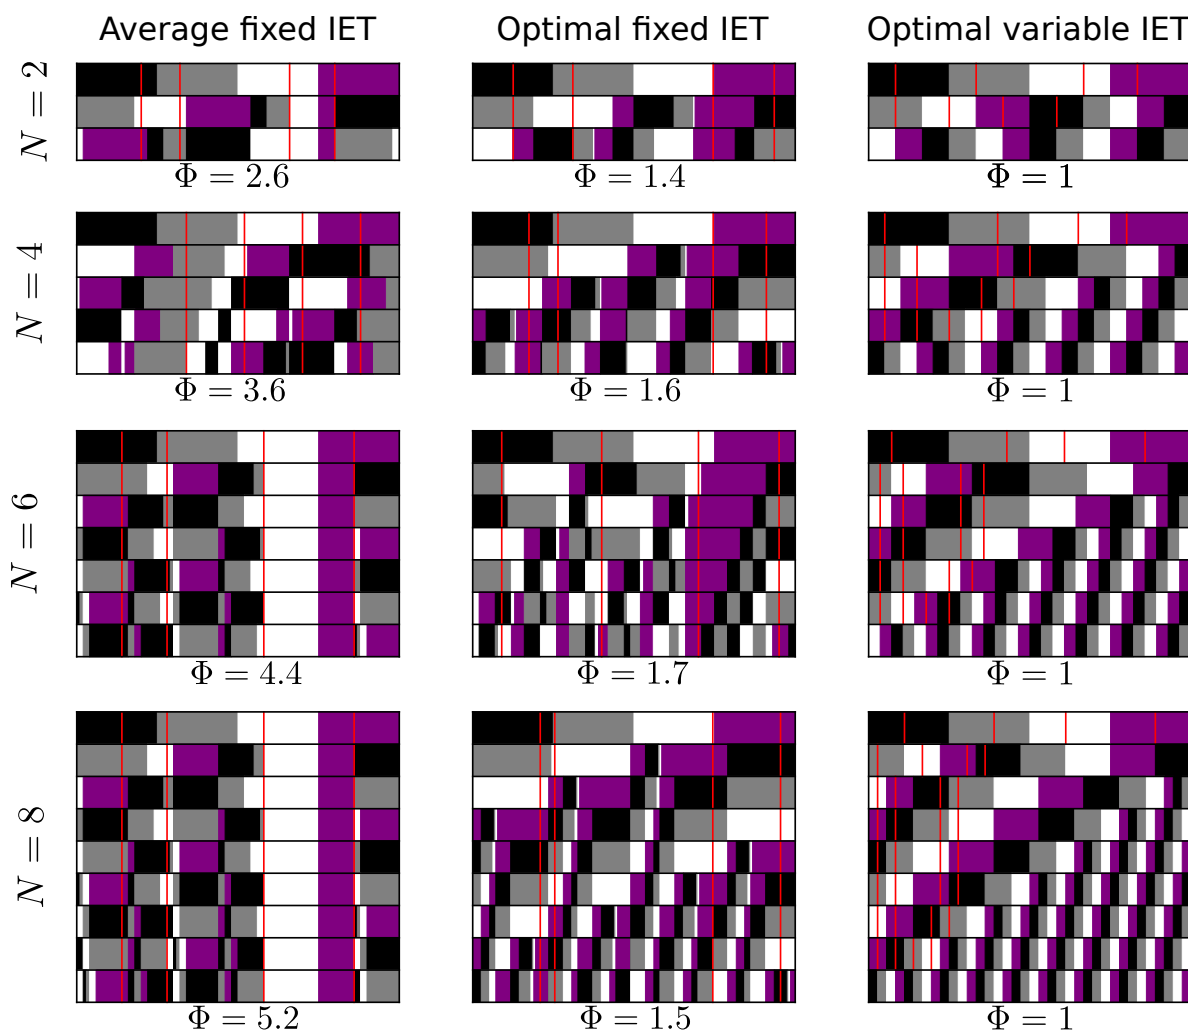 Average fixed IET Optimal fixed IET Optimal variable IET
N = 2
Φ = 2.6 Φ = 1.4 Φ = 1
N = 4
Φ = 3.6 Φ = 1.6 Φ = 1
N = 6
Φ = 4.4 Φ = 1.7 Φ = 1
N = 8
Φ = 5.2 Φ = 1.5 Φ = 1